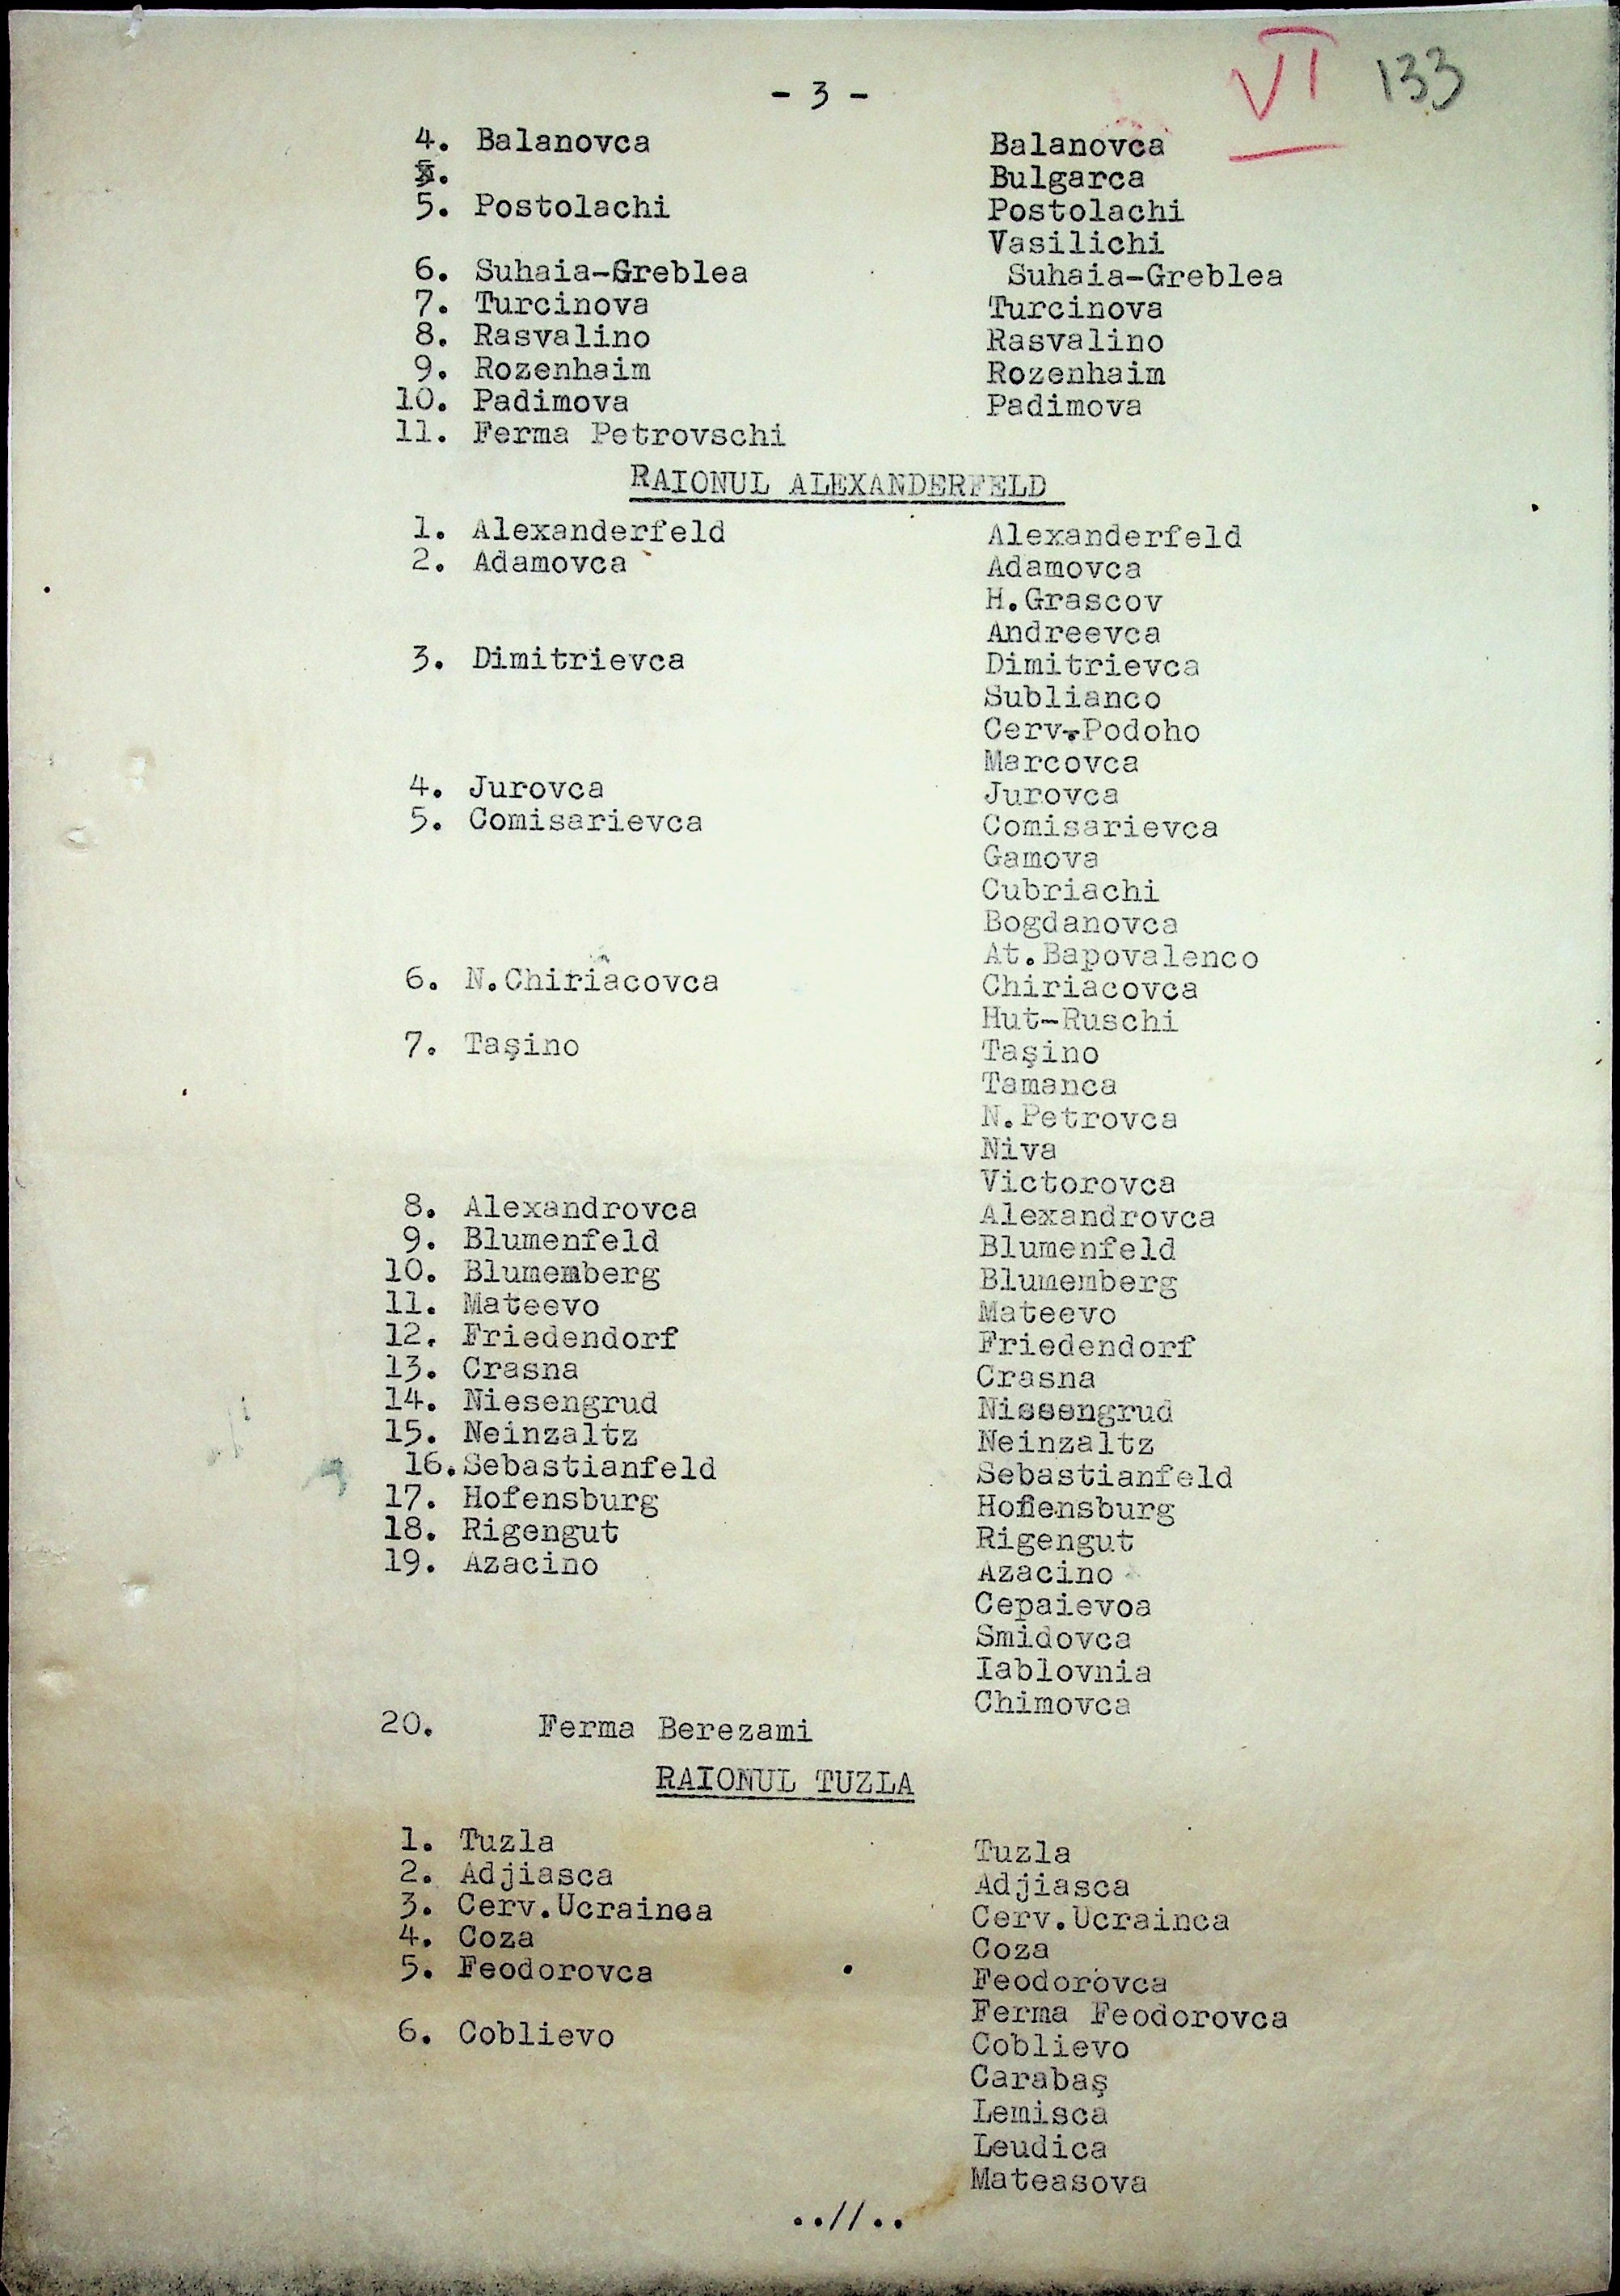 - 3 - VI 133
4. Balanovca Balanovca
5. Bulgarca
5. Postolachi Postolachi
Vasilichi
6. Suhaia-Greblea Suhaia-Greblea
7. Turcinova Turcinova
8. Rasvalino Rasvalino
9. Rozenhaim Rozenhaim
10. Padimova Padimova
11. Ferma Petrovschi
RAIONUL ALEXANDERFELD
1. Alexanderfeld Alexanderfeld
2. Adamovca Adamovca
H.Grascov
Andreevca
3. Dimitrievca Dimitrievca
Sublianco
Cerv.Podoho
Marcovca
4. Jurovca Jurovca
5. Comisarievca Comisarievca
Gamova
Cubriachi
Bogdanovca
At.Bapovalenco
6. N.Chiriacovca Chiriacovca
Hut-Ruschi
7. Taşino Taşino
Tamanca
N.Petrovca
Niva
Victorovca
8. Alexandrovca Alexandrovca
9. Blumenfeld Blumenfeld
10. Blumemberg Blumemberg
11. Mateevo Mateevo
12. Friedendorf Friedendorf
13. Crasna Crasna
14. Niesengrud Niesengrud
15. Neinzaltz Neinzaltz
16.Sebastianfeld Sebastianfeld
17. Hofensburg Hofensburg
18. Rigengut Rigengut
19. Azacino Azacino
Cepaievoa
Smidovca
Iablovnia
Chimovca
20. Ferma Berezami
RAIONUL TUZLA
1. Tuzla Tuzla
2. Adjiasca Adjiasca
3. Cerv.Ucrainca Cerv.Ucrainca
4. Coza Coza
5. Feodorovca Feodorovca
Ferma Feodorovca
6. Coblievo Coblievo
Carabaş
Lemisca
Leudica
Mateasova
..//..